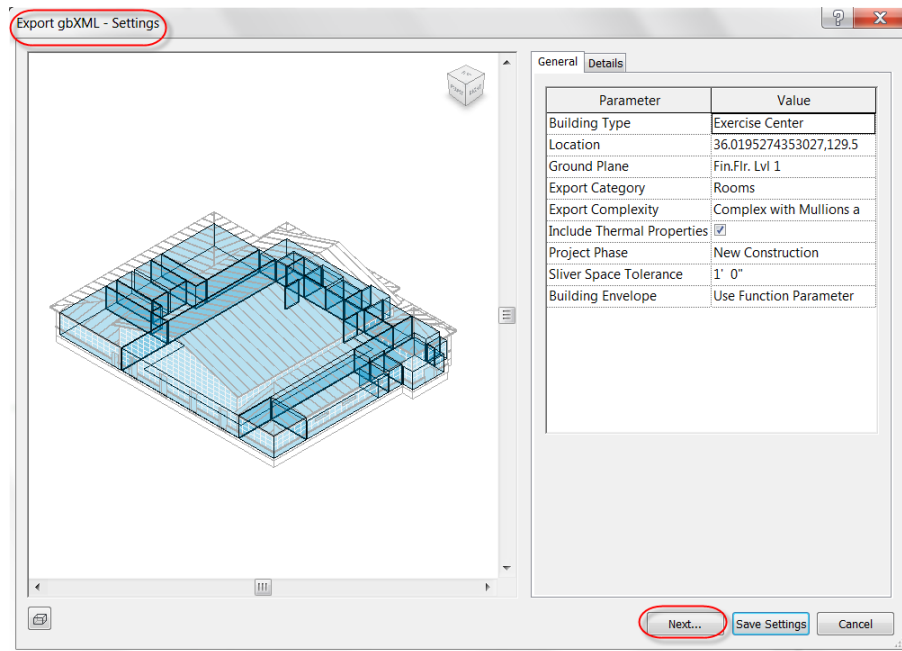 Export gbXML - Settings
General Details
Parameter Value
Building Type Exercise Center
Location 36.0195274353027,129.5
Ground Plane Fin.Flr. Lvl 1
Export Category Rooms
Export Complexity Complex with Mullions a
Include Thermal Properties
Project Phase New Construction
Sliver Space Tolerance 1' 0"
Building Envelope Use Function Parameter
Next... Save Settings Cancel